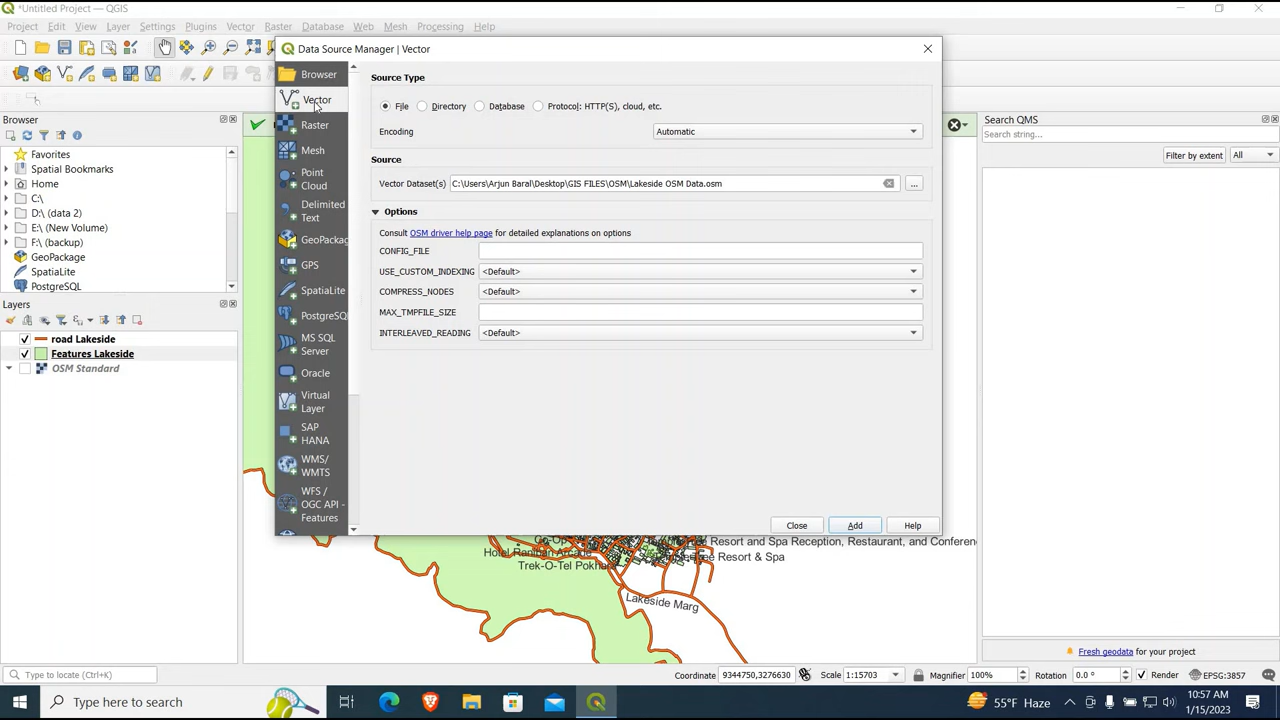 *Untitled Project — QGIS
Project Edit View Layer Settings Plugins Vector Raster Database Web Mesh Processing Help
Data Source Manager | Vector
Browser
Vector
Raster
Mesh
Point
Cloud
Delimited
Text
GeoPackag
GPS
SpatiaLite
PostgreSQL
MS SQL
Server
Oracle
Virtual
Layer
SAP
HANA
WMS/
WMTS
WFS /
OGC API -
Features
Source Type
File Directory Database Protocol: HTTP(S), cloud, etc.
Encoding Automatic
Source
Vector Dataset(s) C:\Users\Arjun Baral\Desktop\GIS FILES\OSM\Lakeside OSM Data.osm ...
Options
Consult OSM driver help page for detailed explanations on options
CONFIG_FILE
USE_CUSTOM_INDEXING <Default>
COMPRESS_NODES <Default>
MAX_TMPFILE_SIZE
INTERLEAVED_READING <Default>
Close Add Help
Browser
Favorites
Spatial Bookmarks
Home
C:\
D:\ (data 2)
E:\ (New Volume)
F:\ (backup)
GeoPackage
SpatiaLite
PostgreSQL
Layers
road Lakeside
Features Lakeside
OSM Standard
Search QMS
Search string...
Filter by extent All
Resort and Spa Reception, Restaurant, and Conferen
Hotel Raniban Arcade
Resort & Spa
Trek-O-Tel Pokhara
Lakeside Marg
Fresh geodata for your project
Type to locate (Ctrl+K)
Coordinate 9344750,3276630 Scale 1:15703 Magnifier 100% Rotation 0.0 ° Render EPSG:3857
Type here to search
55°F Haze
10:57 AM
1/15/2023